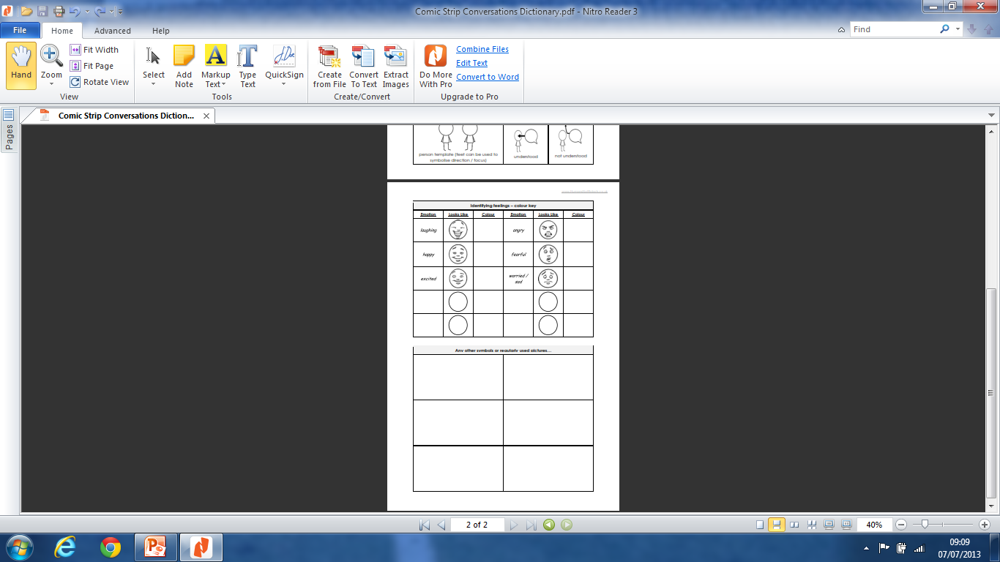 Comic Strip Conversations Dictionary.pdf - Nitro Reader 3
File Home Advanced Help
Find
Hand
Zoom
Fit Width
Fit Page
Rotate View
View
Select
Add Note
Markup Text
Type Text
QuickSign
Tools
Create from File
Convert To Text
Extract Images
Create/Convert
Do More With Pro
Combine Files
Edit Text
Convert to Word
Upgrade to Pro
Comic Strip Conversations Diction...
Pages
person template (feet can be used to
symbolise direction / focus)
understood
not understood
Identifying feelings – colour key
Emotion Looks Like Colour Emotion Looks Like Colour
laughing angry
happy fearful
excited worried /
sad
Any other symbols or regularly used pictures…
2 of 2
40%
09:09
07/07/2013